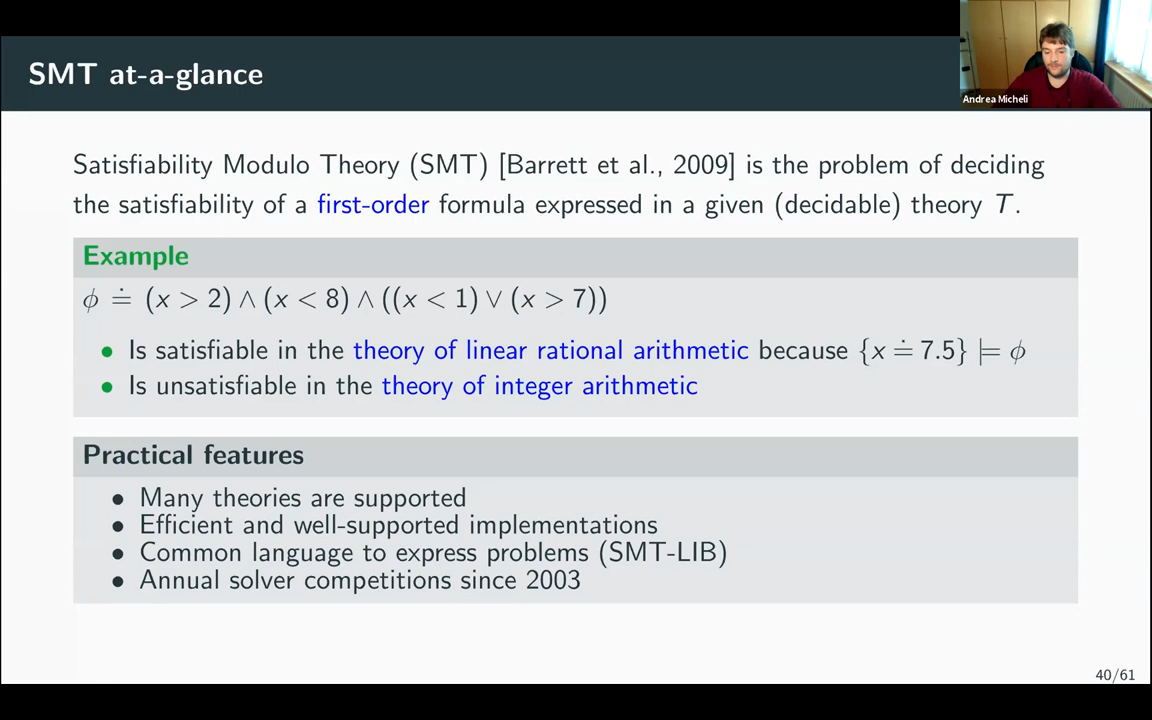 SMT at-a-glance
Andrea Micheli
Satisfiability Modulo Theory (SMT) [Barrett et al., 2009] is the problem of deciding
the satisfiability of a first-order formula expressed in a given (decidable) theory T.
Example
ϕ ≐ (x > 2) ∧ (x < 8) ∧ ((x < 1) ∨ (x > 7))
• Is satisfiable in the theory of linear rational arithmetic because {x ≐ 7.5} ⊨ ϕ
• Is unsatisfiable in the theory of integer arithmetic
Practical features
• Many theories are supported
• Efficient and well-supported implementations
• Common language to express problems (SMT-LIB)
• Annual solver competitions since 2003
40/61